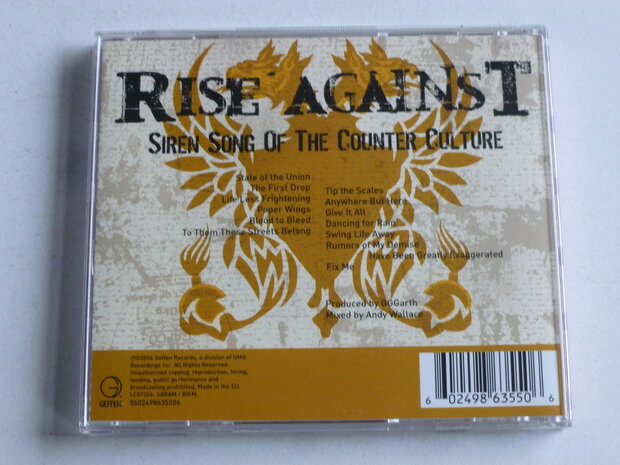 RISE AGAINST
SIREN SONG OF THE COUNTER CULTURE
State of the Union
The First Drop
Life Less Frightening
Paper Wings
Blood to Bleed
To Them These Streets Belong
Tip the Scales
Anywhere But Here
Give It All
Dancing for Rain
Swing Life Away
Rumors of My Demise
Have Been Greatly Exaggerated
Fix Me
Produced by GGGarth
Mixed by Andy Wallace
GEFFEN
℗©2004 Geffen Records, a division of UMG
Recordings Inc. All Rights Reserved.
Unauthorised copying, reproduction, hiring,
lending, public performance and
broadcasting prohibited. Made in the EU.
LC07266. SABAM / BIEM.
0602498635506
6 02498 63550 6